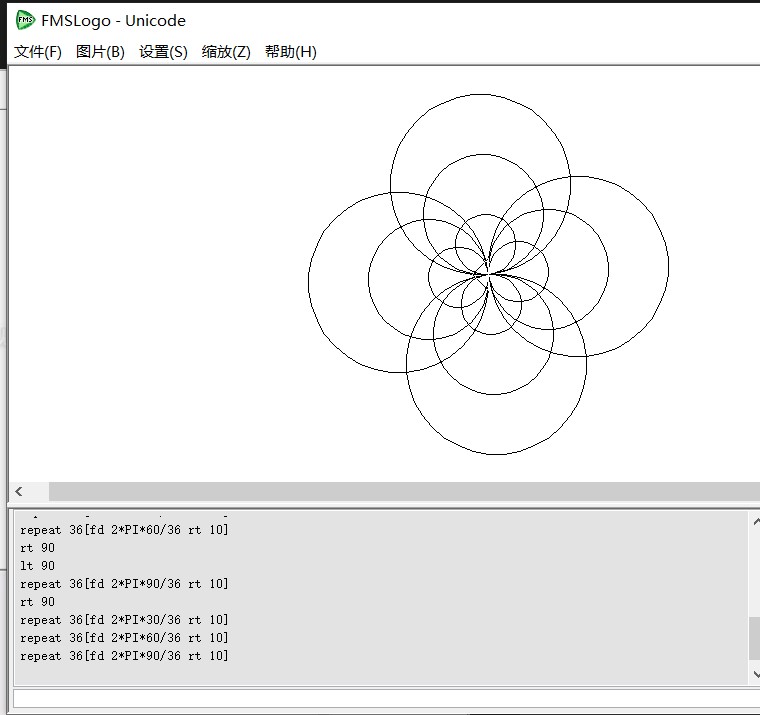 FMS
FMSLogo - Unicode
文件(F) 图片(B) 设置(S) 缩放(Z) 帮助(H)
repeat 36[fd 2*PI*60/36 rt 10]
rt 90
lt 90
repeat 36[fd 2*PI*90/36 rt 10]
rt 90
repeat 36[fd 2*PI*30/36 rt 10]
repeat 36[fd 2*PI*60/36 rt 10]
repeat 36[fd 2*PI*90/36 rt 10]